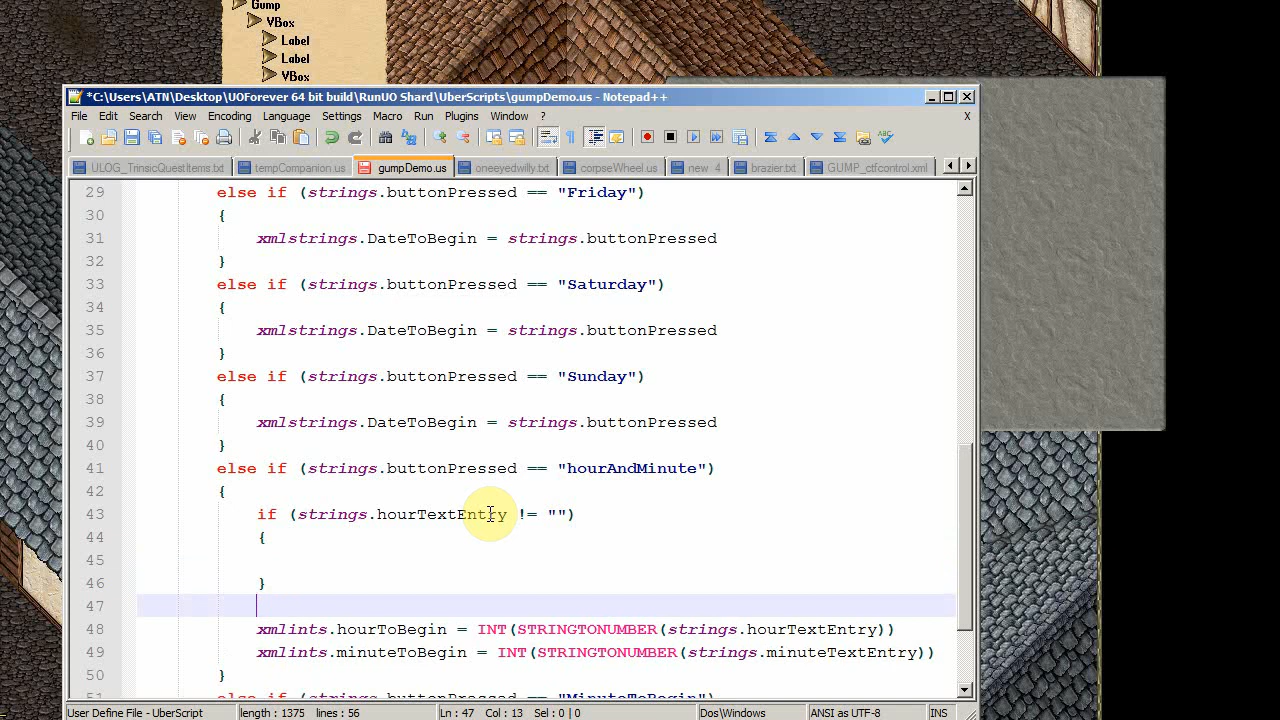 Gump
VBox
Label
Label
VBox
*C:\Users\ATN\Desktop\UOForever 64 bit build\RunUO Shard\UberScripts\gumpDemo.us - Notepad++
File Edit Search View Encoding Language Settings Macro Run Plugins Window ? X
ULOG_TrinsicQuestItems.txt tempCompanion.us gumpDemo.us oneeyedwilly.txt corpseWheel.us new 4 brazier.txt GUMP_ctfcontrol.xml
29 else if (strings.buttonPressed == "Friday")
30 {
31 xmlstrings.DateToBegin = strings.buttonPressed
32 }
33 else if (strings.buttonPressed == "Saturday")
34 {
35 xmlstrings.DateToBegin = strings.buttonPressed
36 }
37 else if (strings.buttonPressed == "Sunday")
38 {
39 xmlstrings.DateToBegin = strings.buttonPressed
40 }
41 else if (strings.buttonPressed == "hourAndMinute")
42 {
43 if (strings.hourTextEntry != "")
44 {
45
46 }
47
48 xmlints.hourToBegin = INT(STRINGTONUMBER(strings.hourTextEntry))
49 xmlints.minuteToBegin = INT(STRINGTONUMBER(strings.minuteTextEntry))
50 }
51 else if (strings.buttonPressed == "MinuteToBegin")
User Define File - UberScript length : 1375 lines : 56 Ln : 47 Col : 13 Sel : 0 | 0 Dos\Windows ANSI as UTF-8 INS